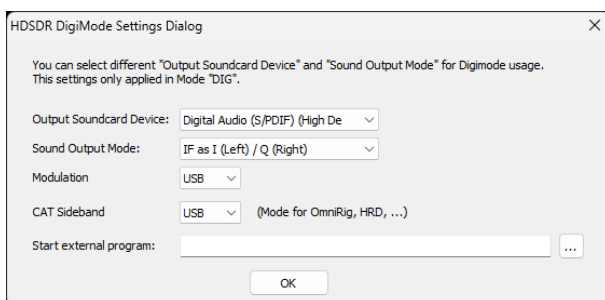 HDSDR DigiMode Settings Dialog
You can select different "Output Soundcard Device" and "Sound Output Mode" for Digimode usage.
This settings only applied in Mode "DIG".
Output Soundcard Device: Digital Audio (S/PDIF) (High De
Sound Output Mode: IF as I (Left) / Q (Right)
Modulation USB
CAT Sideband USB (Mode for OmniRig, HRD, ...)
Start external program: ...
OK